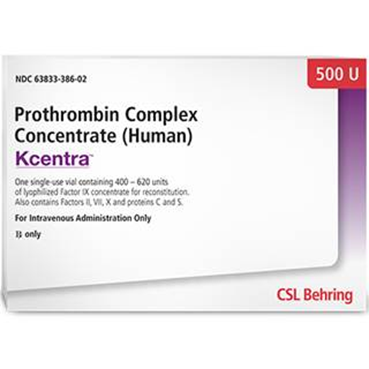 NDC 63833-386-02
500 U
Prothrombin Complex
Concentrate (Human)
Kcentra™
One single-use vial containing 400 – 620 units
of lyophilized Factor IX concentrate for reconstitution.
Also contains Factors II, VII, X and proteins C and S.
For Intravenous Administration Only
℞ only
CSL Behring